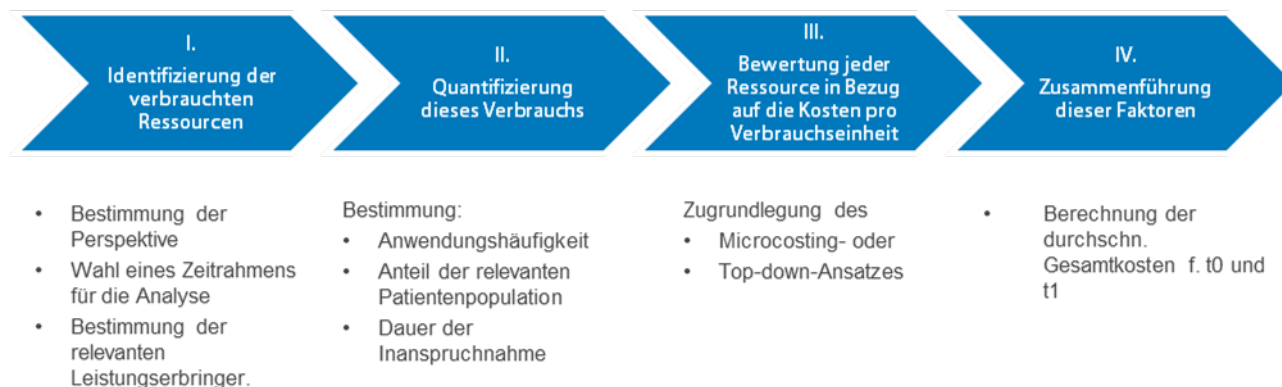 I.
Identifizierung der
verbrauchten
Ressourcen
II.
Quantifizierung
dieses Verbrauchs
III.
Bewertung jeder
Ressource in Bezug
auf die Kosten pro
Verbrauchseinheit
IV.
Zusammenführung
dieser Faktoren
• Bestimmung der
Perspektive
• Wahl eines Zeitrahmens
für die Analyse
• Bestimmung der
relevanten
Leistungserbringer.
Bestimmung:
• Anwendungshäufigkeit
• Anteil der relevanten
Patientenpopulation
• Dauer der
Inanspruchnahme
Zugrundlegung des
• Microcosting- oder
• Top-down-Ansatzes
• Berechnung der
durchschn.
Gesamtkosten f. t0 und
t1